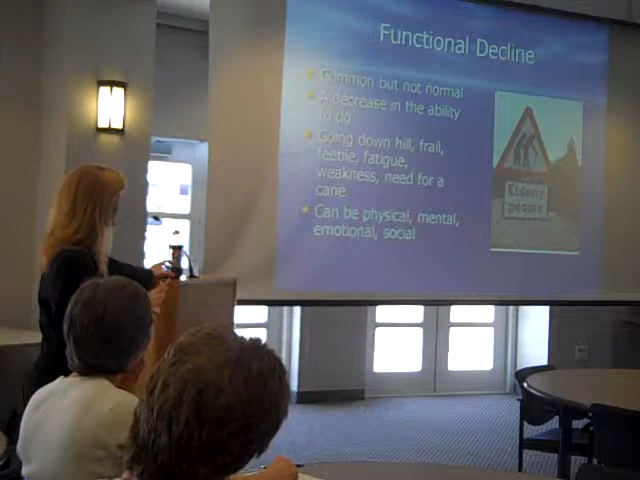 Functional Decline
Common but not normal
A decrease in the ability
to do
Going down hill, frail,
feeble, fatigue,
weakness, need for a
cane
Can be physical, mental,
emotional, social
Elderly
people